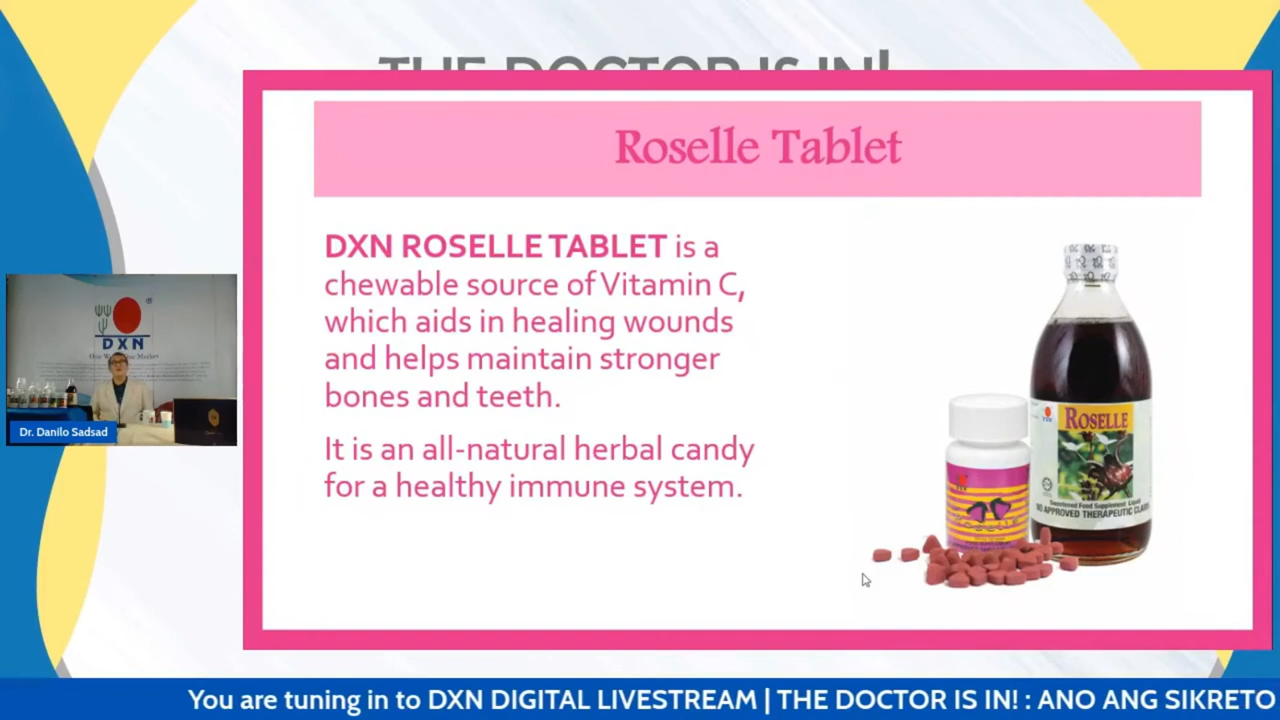 THE DOCTOR IS IN!
Roselle Tablet
DXN ROSELLE TABLET is a
chewable source of Vitamin C,
which aids in healing wounds
and helps maintain stronger
bones and teeth.
It is an all-natural herbal candy
for a healthy immune system.
ROSELLE
Sweetened Food Supplement Liquid
NO APPROVED THERAPEUTIC CLAIMS
DXN
Dr. Danilo Sadsad
You are tuning in to DXN DIGITAL LIVESTREAM | THE DOCTOR IS IN! : ANO ANG SIKRETO